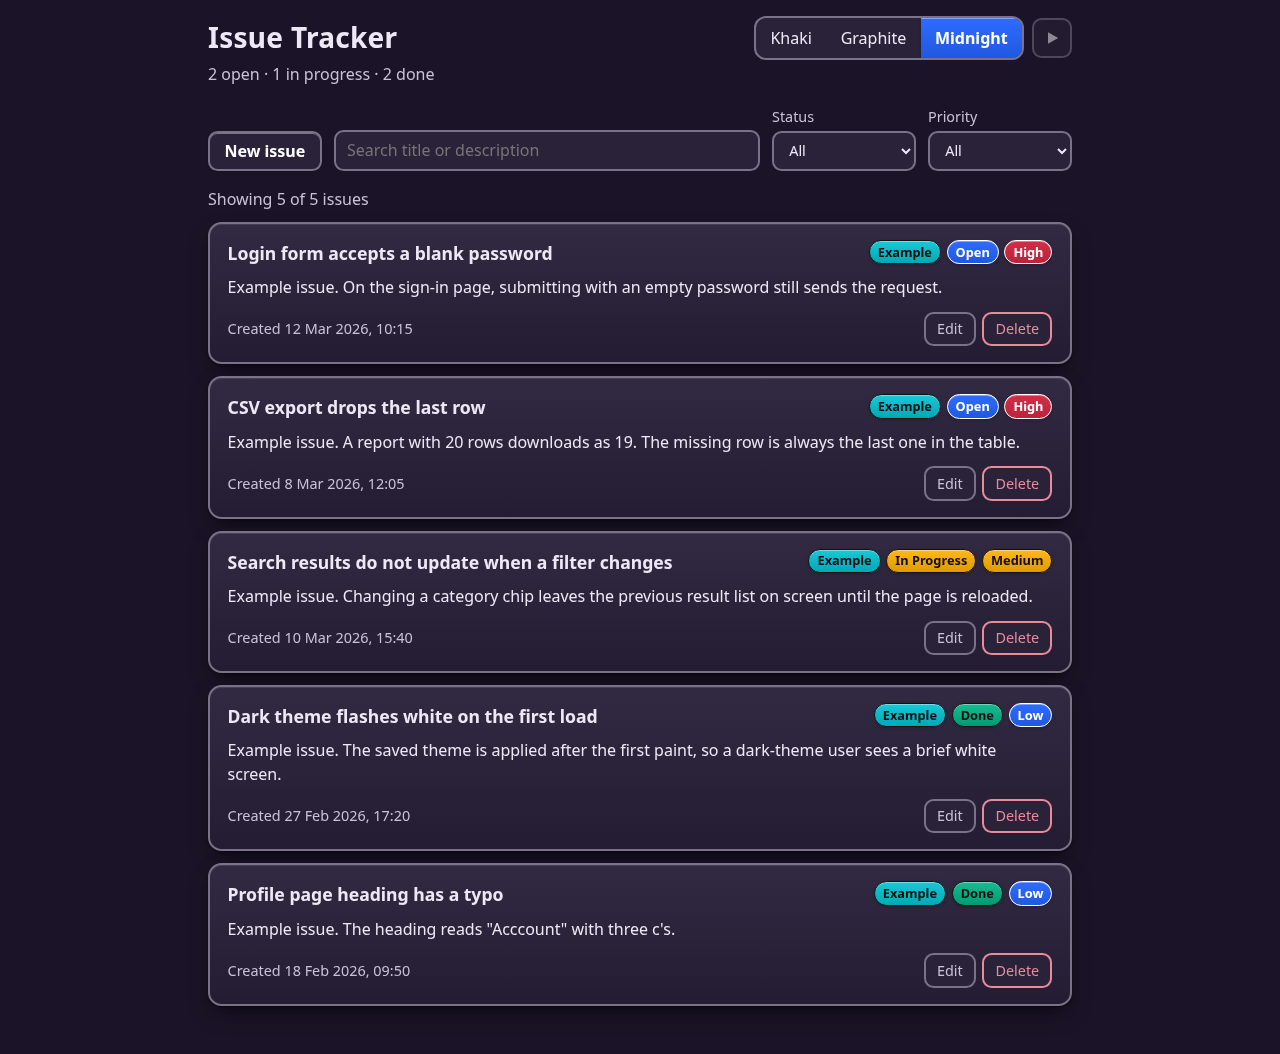 Issue Tracker
Khaki Graphite Midnight
2 open · 1 in progress · 2 done
Status
Priority
New issue
Search title or description
All
All
Showing 5 of 5 issues
Login form accepts a blank password
Example Open High
Example issue. On the sign-in page, submitting with an empty password still sends the request.
Created 12 Mar 2026, 10:15
Edit Delete
CSV export drops the last row
Example Open High
Example issue. A report with 20 rows downloads as 19. The missing row is always the last one in the table.
Created 8 Mar 2026, 12:05
Edit Delete
Search results do not update when a filter changes
Example In Progress Medium
Example issue. Changing a category chip leaves the previous result list on screen until the page is reloaded.
Created 10 Mar 2026, 15:40
Edit Delete
Dark theme flashes white on the first load
Example Done Low
Example issue. The saved theme is applied after the first paint, so a dark-theme user sees a brief white
screen.
Created 27 Feb 2026, 17:20
Edit Delete
Profile page heading has a typo
Example Done Low
Example issue. The heading reads "Acccount" with three c's.
Created 18 Feb 2026, 09:50
Edit Delete